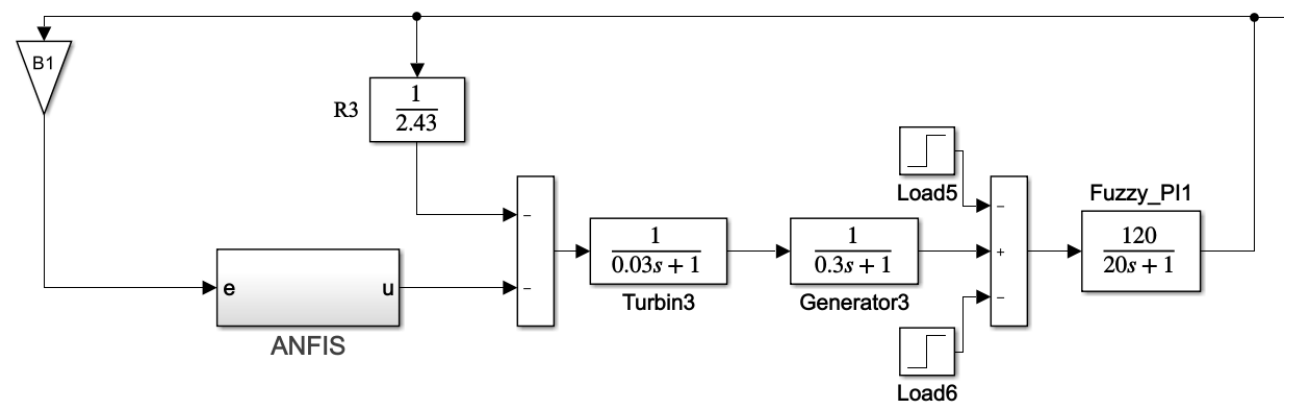 B1
R3
1
2.43
−
−
e
u
ANFIS
1
0.03s + 1
Turbin3
1
0.3s + 1
Generator3
Load5
−
+
−
Load6
Fuzzy_PI1
120
20s + 1